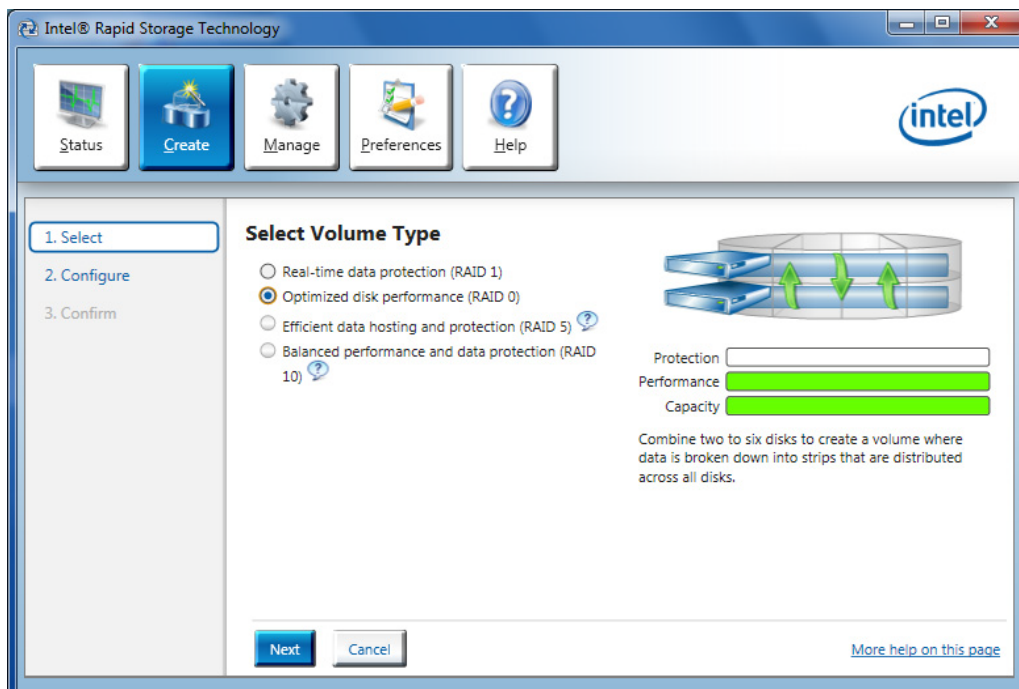 Intel® Rapid Storage Technology
Status
Create
Manage
Preferences
Help
intel
1. Select
2. Configure
3. Confirm
Select Volume Type
Real-time data protection (RAID 1)
Optimized disk performance (RAID 0)
Efficient data hosting and protection (RAID 5)
Balanced performance and data protection (RAID
10)
Protection
Performance
Capacity
Combine two to six disks to create a volume where
data is broken down into strips that are distributed
across all disks.
Next
Cancel
More help on this page